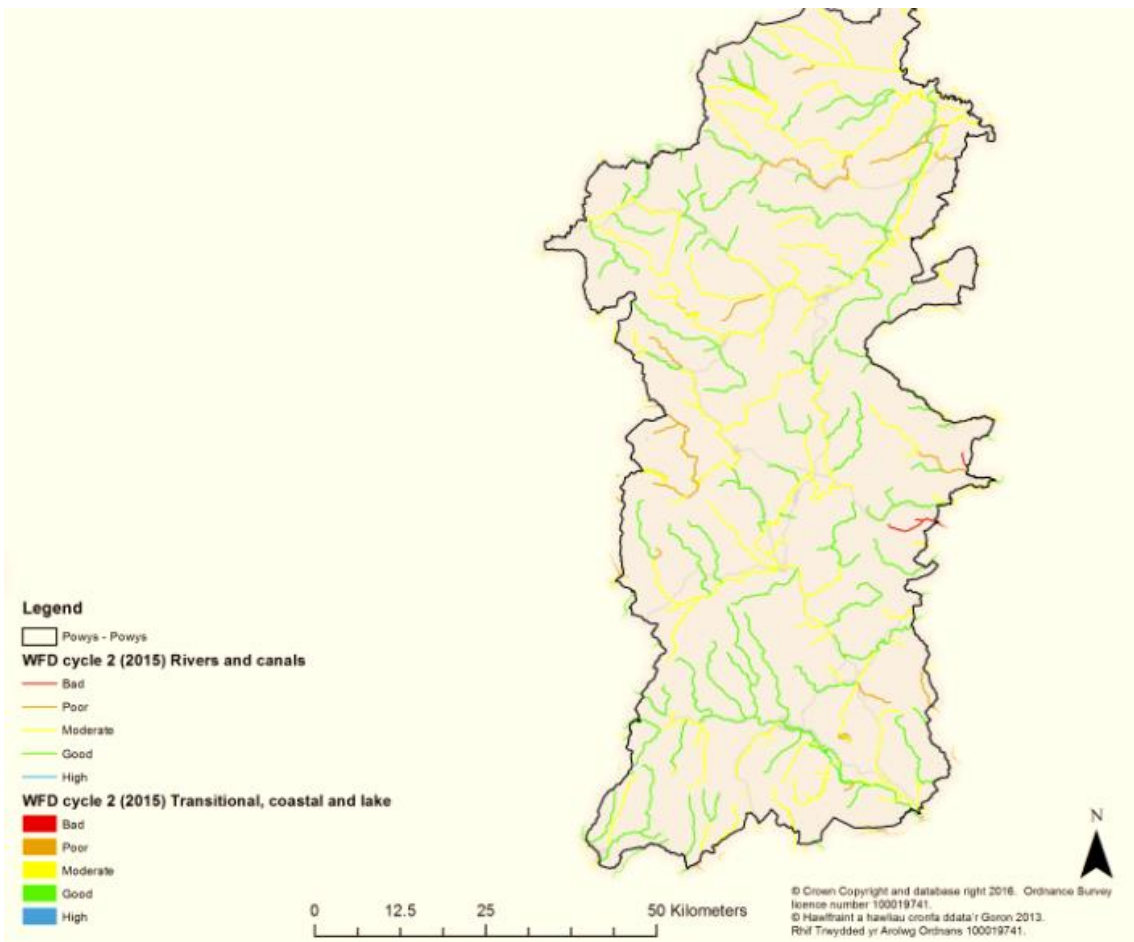 Legend
Powys - Powys
WFD cycle 2 (2015) Rivers and canals
Bad
Poor
Moderate
Good
High
WFD cycle 2 (2015) Transitional, coastal and lake
Bad
Poor
Moderate
Good
High
0 12.5 25 50 Kilometers
N
© Crown Copyright and database right 2016. Ordnance Survey
licence number 100019741.
© Hawlfraint a hawliau cronfa ddata'r Goron 2013.
Rhif Trwydded yr Arolwg Ordnans 100019741.